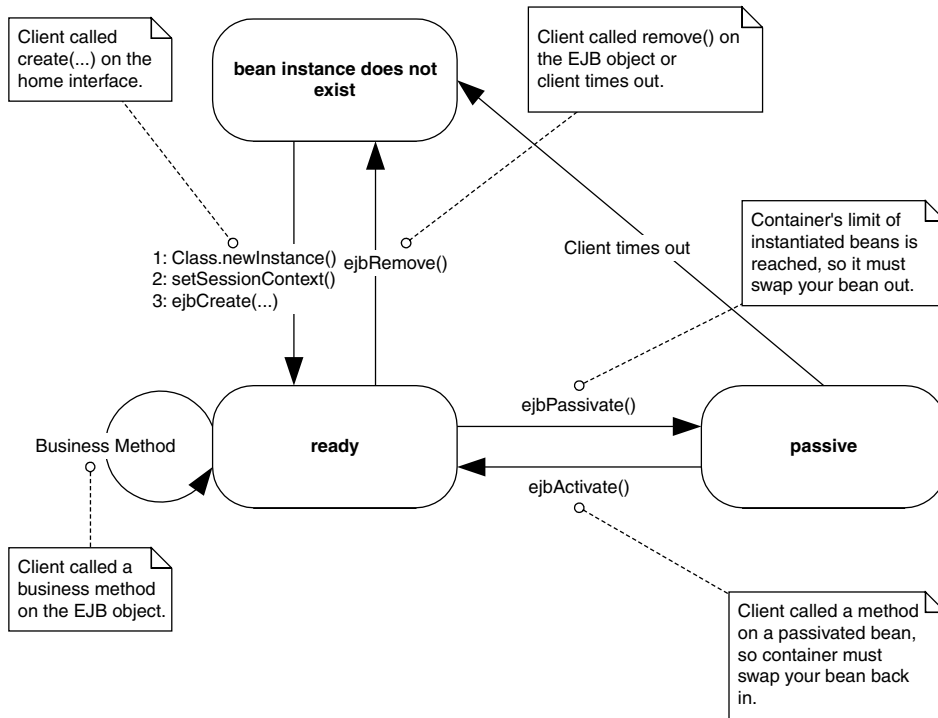 Client called
create(...) on the
home interface.
bean instance does not
exist
Client called remove() on
the EJB object or
client times out.
Container's limit of
instantiated beans is
reached, so it must
swap your bean out.
Client times out
1: Class.newInstance()
2: setSessionContext()
3: ejbCreate(...)
ejbRemove()
ejbPassivate()
Business Method
ready
passive
ejbActivate()
Client called a
business method
on the EJB object.
Client called a method
on a passivated bean,
so container must
swap your bean back
in.